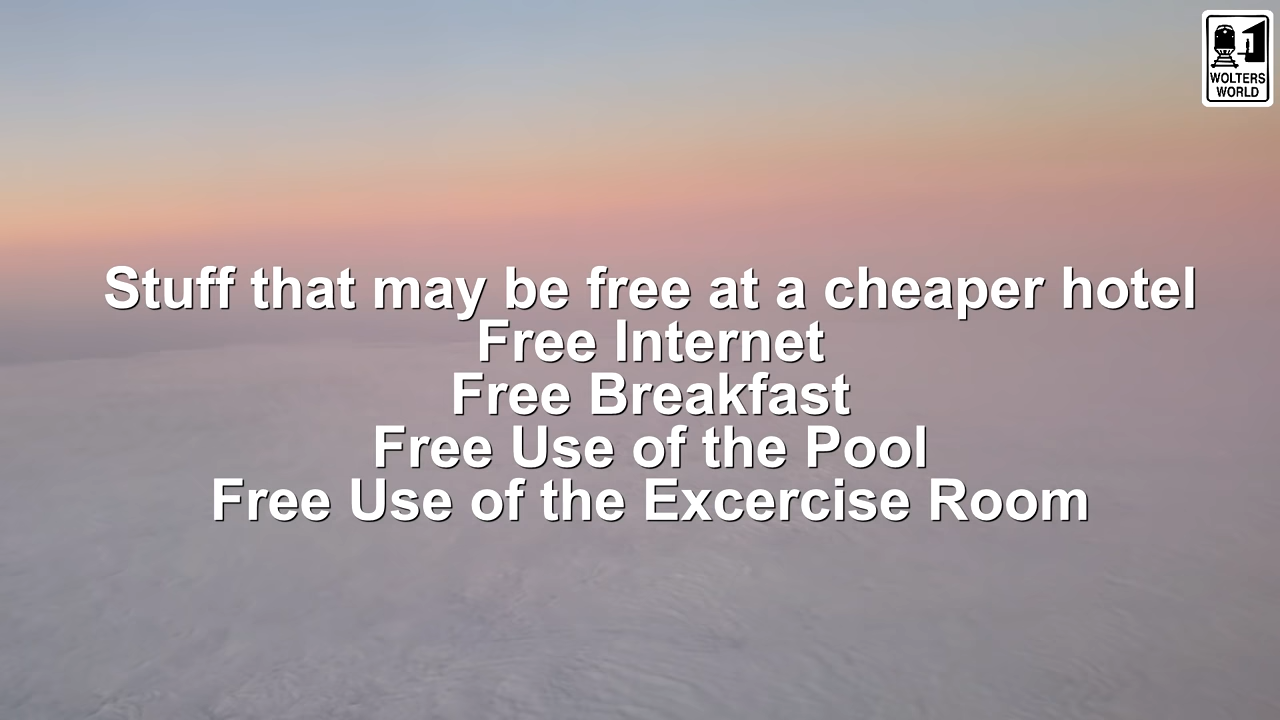 WOLTERS
WORLD
Stuff that may be free at a cheaper hotel
Free Internet
Free Breakfast
Free Use of the Pool
Free Use of the Excercise Room